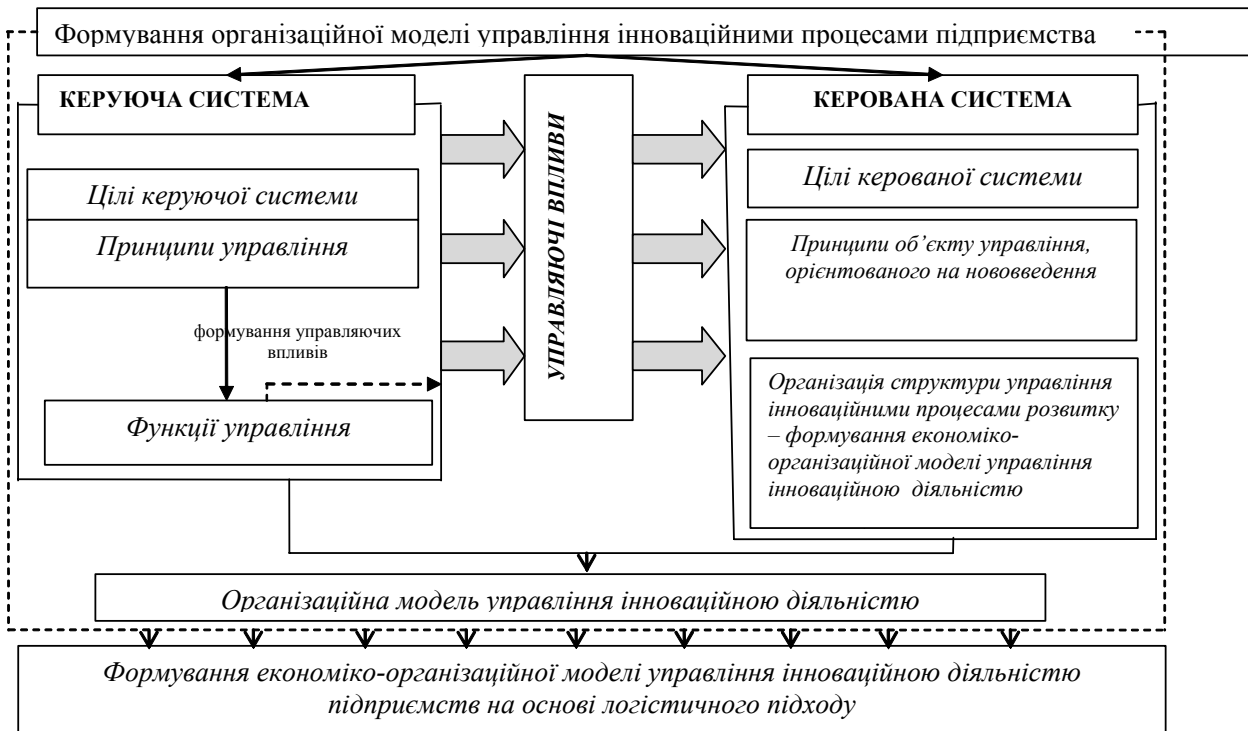 Формування організаційної моделі управління інноваційними процесами підприємства
КЕРУЮЧА СИСТЕМА
Цілі керуючої системи
Принципи управління
формування управляючих
впливів
Функції управління
УПРАВЛЯЮЧІ ВПЛИВИ
КЕРОВАНА СИСТЕМА
Цілі керованої системи
Принципи об’єкту управління,
орієнтованого на нововведення
Організація структури управління
інноваційними процесами розвитку
– формування економіко-
організаційної моделі управління
інноваційною діяльністю
Організаційна модель управління інноваційною діяльністю
Формування економіко-організаційної моделі управління інноваційною діяльністю
підприємств на основі логістичного підходу